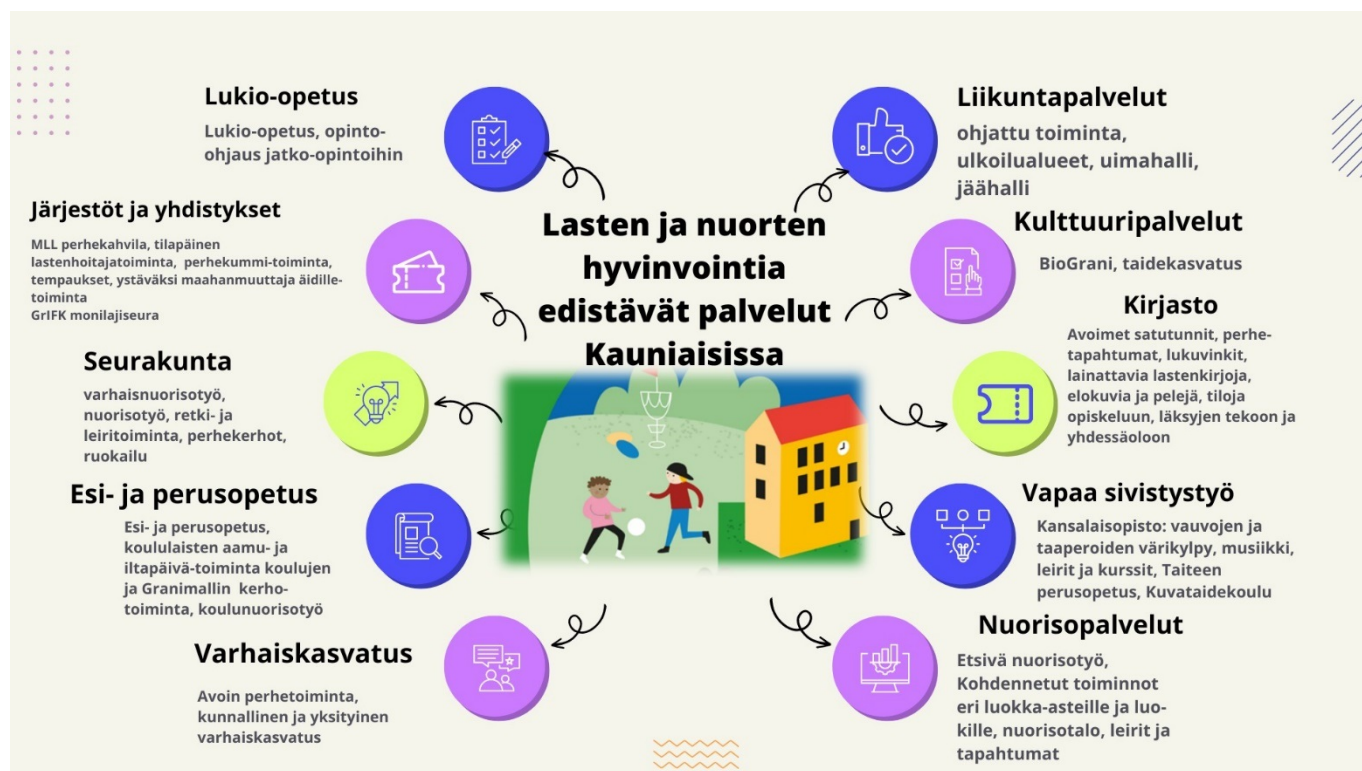 Lasten ja nuorten
hyvinvointia
edistävät palvelut
Kauniaisissa
Lukio-opetus
Lukio-opetus, opinto-
ohjaus jatko-opintoihin
Järjestöt ja yhdistykset
MLL perhekahvila, tilapäinen
lastenhoitajatoiminta, perhekummi-toiminta,
tempaukset, ystäväksi maahanmuuttaja äidille-
toiminta
GrIFK monilajiseura
Seurakunta
varhaisnuorisotyö,
nuorisotyö, retki- ja
leiritoiminta, perhekerhot,
ruokailu
Esi- ja perusopetus
Esi- ja perusopetus,
koululaisten aamu- ja
iltapäivä-toiminta koulujen
ja Granimallin kerho-
toiminta, koulunuorisotyö
Varhaiskasvatus
Avoin perhetoiminta,
kunnallinen ja yksityinen
varhaiskasvatus
Liikuntapalvelut
ohjattu toiminta,
ulkoilualueet, uimahalli,
jäähalli
Kulttuuripalvelut
BioGrani, taidekasvatus
Kirjasto
Avoimet satutunnit, perhe-
tapahtumat, lukuvinkit,
lainattavia lastenkirjoja,
elokuvia ja pelejä, tiloja
opiskeluun, läksyjen tekoon ja
yhdessäoloon
Vapaa sivistystyö
Kansalaisopisto: vauvojen ja
taaperoiden värikylpy, musiikki,
leirit ja kurssit, Taiteen
perusopetus, Kuvataidekoulu
Nuorisopalvelut
Etsivä nuorisotyö,
Kohdennetut toiminnot
eri luokka-asteille ja luo-
kille, nuorisotalo, leirit ja
tapahtumat